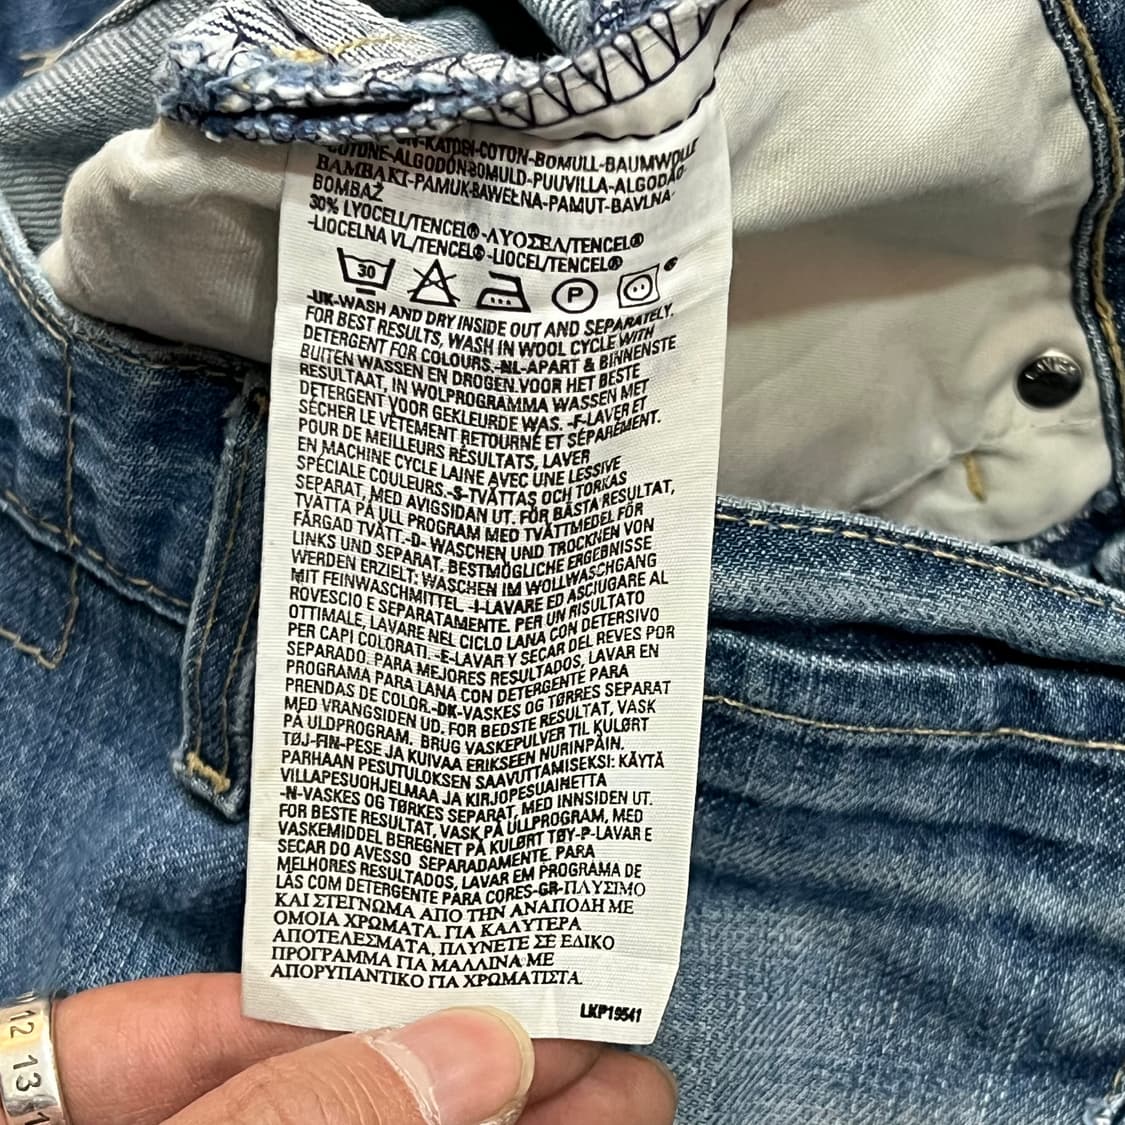 -KATOEN-COTON-BOMULL-BAUMWOLLE
-COTONE-ALGODÓN-BOMULD-PUUVILLA-ALGODÃO-
BAMBAKI-PAMUK-BAWEŁNA-PAMUT-BAVLNA-
BOMBAŽ
30% LYOCELL/TENCEL®-ΛΥΟΣΕΛ/TENCEL®
-LIOCELNA VL/TENCEL®-LIOCEL/TENCEL®
30 P
-UK-WASH AND DRY INSIDE OUT AND SEPARATELY.
FOR BEST RESULTS, WASH IN WOOL CYCLE WITH
DETERGENT FOR COLOURS.-NL-APART & BINNENSTE
BUITEN WASSEN EN DROGEN.VOOR HET BESTE
RESULTAAT, IN WOLPROGRAMMA WASSEN MET
DETERGENT VOOR GEKLEURDE WAS. -F-LAVER ET
SÉCHER LE VÊTEMENT RETOURNÉ ET SÉPARÉMENT.
POUR DE MEILLEURS RÉSULTATS, LAVER
EN MACHINE CYCLE LAINE AVEC UNE LESSIVE
SPÉCIALE COULEURS.-S-TVÄTTAS OCH TORKAS
SEPARAT, MED AVIGSIDAN UT. FÖR BÄSTA RESULTAT,
TVÄTTA PÅ ULL PROGRAM MED TVÄTTMEDEL FÖR
FÄRGAD TVÄTT.-D- WASCHEN UND TROCKNEN VON
LINKS UND SEPARAT. BESTMÖGLICHE ERGEBNISSE
WERDEN ERZIELT: WASCHEN IM WOLLWASCHGANG
MIT FEINWASCHMITTEL.-I-LAVARE ED ASCIUGARE AL
ROVESCIO E SEPARATAMENTE. PER UN RISULTATO
OTTIMALE, LAVARE NEL CICLO LANA CON DETERSIVO
PER CAPI COLORATI.-E-LAVAR Y SECAR DEL REVES POR
SEPARADO. PARA MEJORES RESULTADOS, LAVAR EN
PROGRAMA PARA LANA CON DETERGENTE PARA
PRENDAS DE COLOR.-DK-VASKES OG TØRRES SEPARAT
MED VRANGSIDEN UD. FOR BEDSTE RESULTAT, VASK
PÅ ULDPROGRAM, BRUG VASKEPULVER TIL KULØRT
TØJ-FIN-PESE JA KUIVAA ERIKSEEN NURINPÄIN.
PARHAAN PESUTULOKSEN SAAVUTTAMISEKSI: KÄYTÄ
VILLAPESUOHJELMAA JA KIRJOPESUAINETTA
-N-VASKES OG TØRKES SEPARAT, MED INNSIDEN UT.
FOR BESTE RESULTAT, VASK PÅ ULLPROGRAM, MED
VASKEMIDDEL BEREGNET PÅ KULØRT TØY-P-LAVAR E
SECAR DO AVESSO SEPARADAMENTE. PARA
MELHORES RESULTADOS, LAVAR EM PROGRAMA DE
LÃS COM DETERGENTE PARA CORES-GR-ΠΛΥΣΙΜΟ
ΚΑΙ ΣΤΕΓΝΩΜΑ ΑΠΟ ΤΗΝ ΑΝΑΠΟΔΗ ΜΕ
ΟΜΟΙΑ ΧΡΩΜΑΤΑ. ΓΙΑ ΚΑΛΥΤΕΡΑ
ΑΠΟΤΕΛΕΣΜΑΤΑ, ΠΛΥΝΕΤΕ ΣΕ ΕΙΔΙΚΟ
ΠΡΟΓΡΑΜΜΑ ΓΙΑ ΜΑΛΛΙΝΑ ΜΕ
ΑΠΟΡΥΠΑΝΤΙΚΟ ΓΙΑ ΧΡΩΜΑΤΙΣΤΑ.
LKP19541
12 13